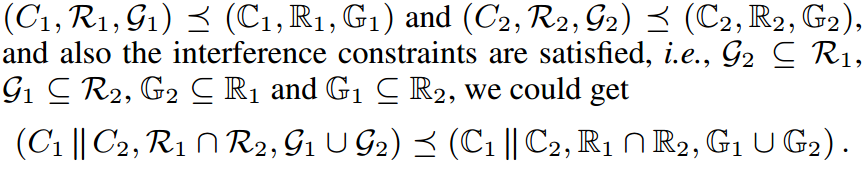 (C₁, ℛ₁, 𝒢₁) ⪯ (ℂ₁, ℝ₁, 𝔾₁) and (C₂, ℛ₂, 𝒢₂) ⪯ (ℂ₂, ℝ₂, 𝔾₂),
and also the interference constraints are satisfied, i.e., 𝒢₂ ⊆ ℛ₁,
𝒢₁ ⊆ ℛ₂, 𝔾₂ ⊆ ℝ₁ and 𝔾₁ ⊆ ℝ₂, we could get
(C₁ ∥ C₂, ℛ₁ ∩ ℛ₂, 𝒢₁ ∪ 𝒢₂) ⪯ (ℂ₁ ∥ ℂ₂, ℝ₁ ∩ ℝ₂, 𝔾₁ ∪ 𝔾₂) .